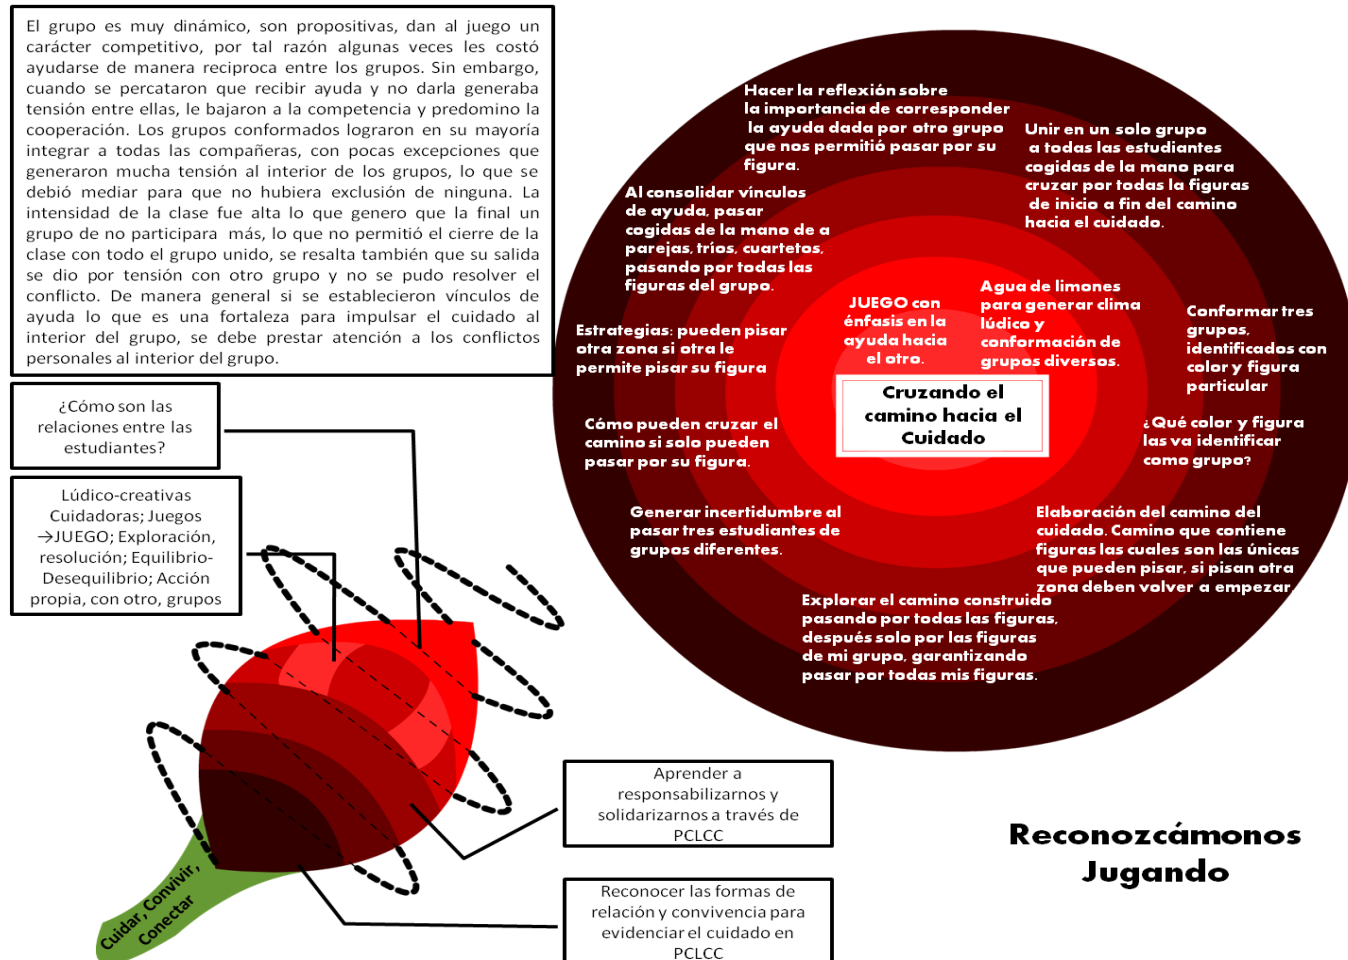 El grupo es muy dinámico, son propositivas, dan al juego un
carácter competitivo, por tal razón algunas veces les costó
ayudarse de manera reciproca entre los grupos. Sin embargo,
cuando se percataron que recibir ayuda y no darla generaba
tensión entre ellas, le bajaron a la competencia y predomino la
cooperación. Los grupos conformados lograron en su mayoría
integrar a todas las compañeras, con pocas excepciones que
generaron mucha tensión al interior de los grupos, lo que se
debió mediar para que no hubiera exclusión de ninguna. La
intensidad de la clase fue alta lo que genero que la final un
grupo de no participara más, lo que no permitió el cierre de la
clase con todo el grupo unido, se resalta también que su salida
se dio por tensión con otro grupo y no se pudo resolver el
conflicto. De manera general si se establecieron vínculos de
ayuda lo que es una fortaleza para impulsar el cuidado al
interior del grupo, se debe prestar atención a los conflictos
personales al interior del grupo.
¿Cómo son las
relaciones entre las
estudiantes?
Lúdico-creativas
Cuidadoras; Juegos
→JUEGO; Exploración,
resolución; Equilibrio-
Desequilibrio; Acción
propia, con otro, grupos
Cuidar, Convivir,
Conectar
Aprender a
responsabilizarnos y
solidarizarnos a través de
PCLCC
Reconocer las formas de
relación y convivencia para
evidenciar el cuidado en
PCLCC
Hacer la reflexión sobre
la importancia de corresponder
la ayuda dada por otro grupo
que nos permitió pasar por su
figura.
Unir en un solo grupo
a todas las estudiantes
cogidas de la mano para
cruzar por todas la figuras
de inicio a fin del camino
hacia el cuidado.
Al consolidar vínculos
de ayuda, pasar
cogidas de la mano de a
parejas, tríos, cuartetos,
pasando por todas las
figuras del grupo.
JUEGO con
énfasis en la
ayuda hacia
el otro.
Agua de limones
para generar clima
lúdico y
conformación de
grupos diversos.
Conformar tres
grupos,
identificados con
color y figura
particular
Estrategias: pueden pisar
otra zona si otra le
permite pisar su figura
Cruzando el
camino hacia el
Cuidado
Cómo pueden cruzar el
camino si solo pueden
pasar por su figura.
¿Qué color y figura
las va identificar
como grupo?
Generar incertidumbre al
pasar tres estudiantes de
grupos diferentes.
Elaboración del camino del
cuidado. Camino que contiene
figuras las cuales son las únicas
que pueden pisar, si pisan otra
zona deben volver a empezar.
Explorar el camino construido
pasando por todas las figuras,
después solo por las figuras
de mi grupo, garantizando
pasar por todas mis figuras.
Reconozcámonos
Jugando